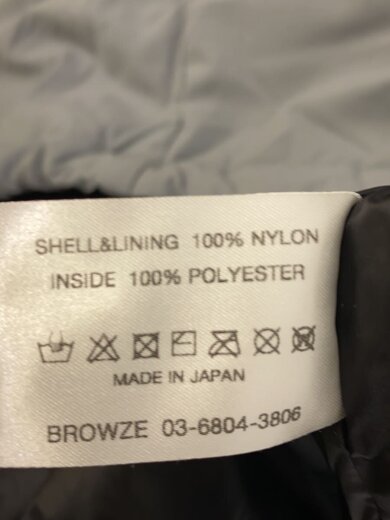 SHELL&LINING 100% NYLON
INSIDE 100% POLYESTER
MADE IN JAPAN
BROWZE 03-6804-3806